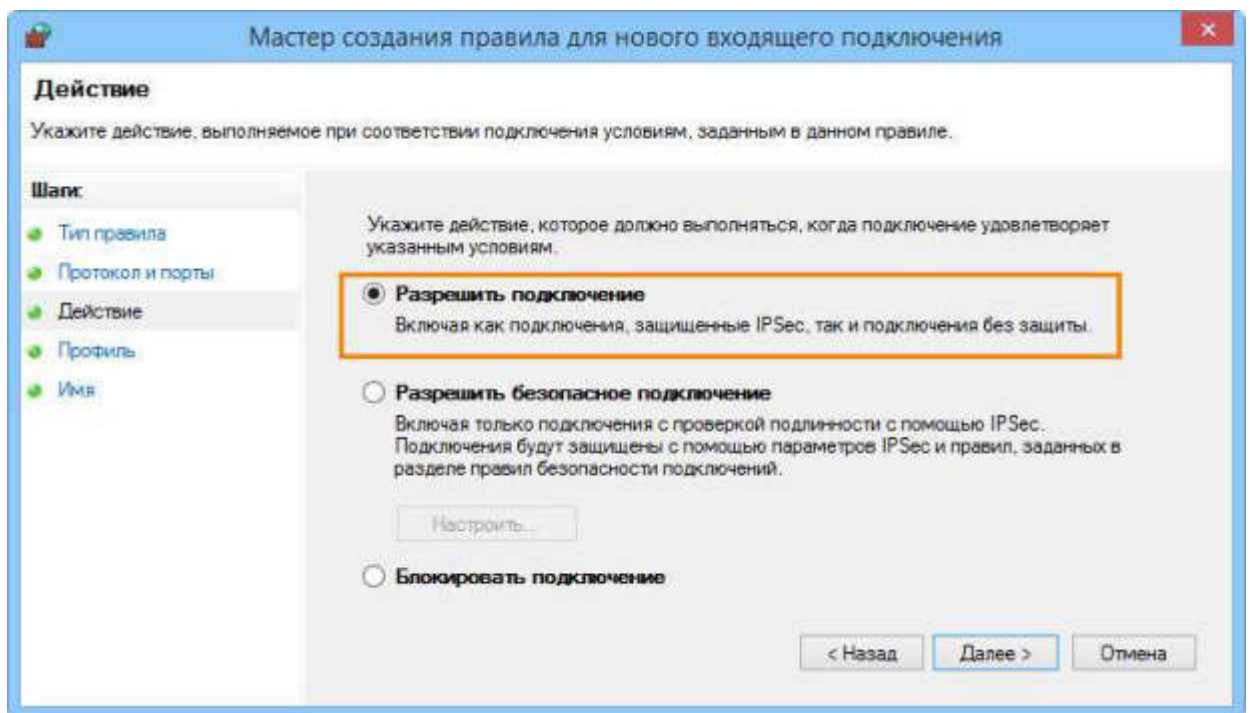 Мастер создания правила для нового входящего подключения
Действие
Укажите действие, выполняемое при соответствии подключения условиям, заданным в данном правиле.
Шаги:
Тип правила
Протокол и порты
Действие
Профиль
Имя
Укажите действие, которое должно выполняться, когда подключение удовлетворяет
указанным условиям.
Разрешить подключение
Включая как подключения, защищенные IPSec, так и подключения без защиты.
Разрешить безопасное подключение
Включая только подключения с проверкой подлинности с помощью IPSec.
Подключения будут защищены с помощью параметров IPSec и правил, заданных в
разделе правил безопасности подключений.
Настроить...
Блокировать подключение
< Назад
Далее >
Отмена